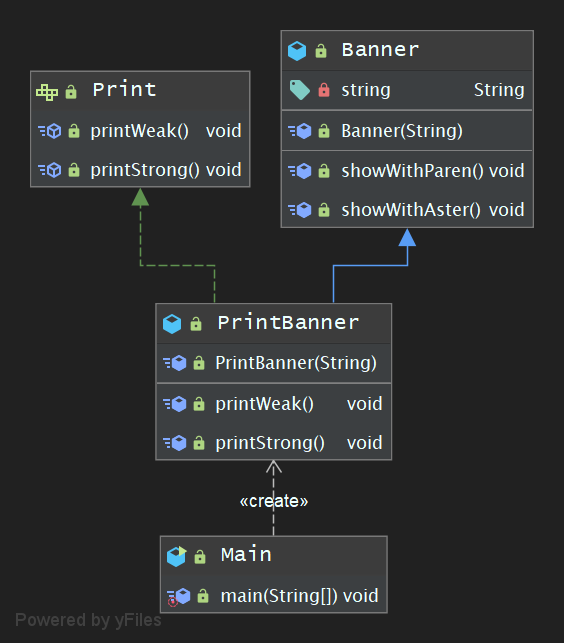 Print
printWeak() void
printStrong() void
Banner
string String
Banner(String)
showWithParen() void
showWithAster() void
PrintBanner
PrintBanner(String)
printWeak() void
printStrong() void
«create»
Main
main(String[]) void
Powered by yFiles